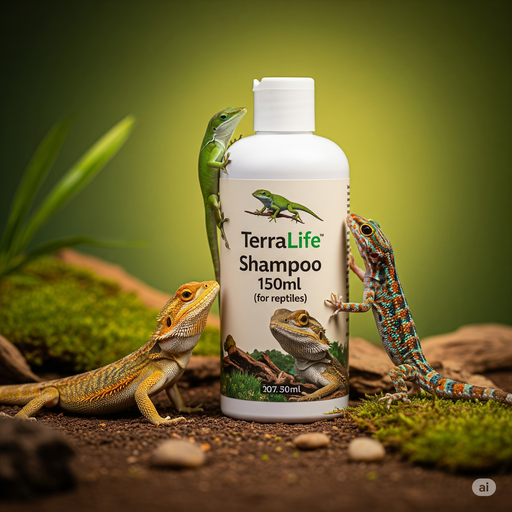 TerraLife™
Shampoo
150ml
(for reptiles)
207. 30ml
ai